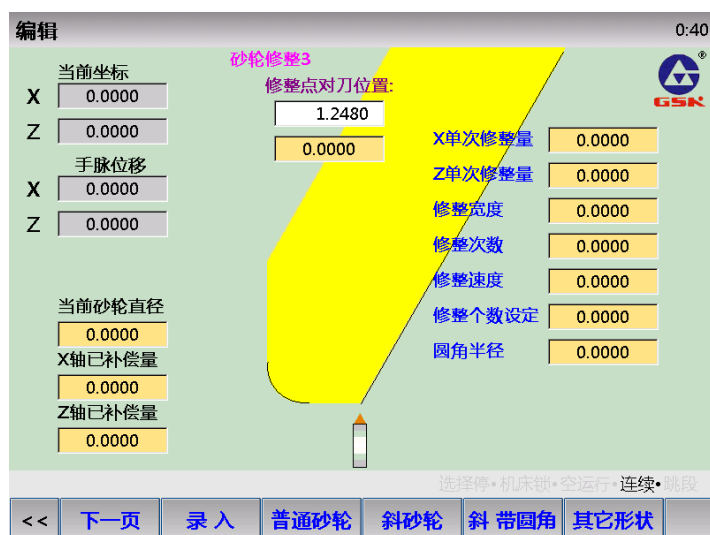 编辑
0:40
砂轮修整3
GSK
®
当前坐标
X 0.0000
Z 0.0000
手脉位移
X 0.0000
Z 0.0000
当前砂轮直径
0.0000
X轴已补偿量
0.0000
Z轴已补偿量
0.0000
修整点对刀位置:
1.2480
0.0000
X单次修整量 0.0000
Z单次修整量 0.0000
修整宽度 0.0000
修整次数 0.0000
修整速度 0.0000
修整个数设定 0.0000
圆角半径 0.0000
选择停•机床锁•空运行•连续•跳段
<< 下一页 录 入 普通砂轮 斜砂轮 斜 带圆角 其它形状